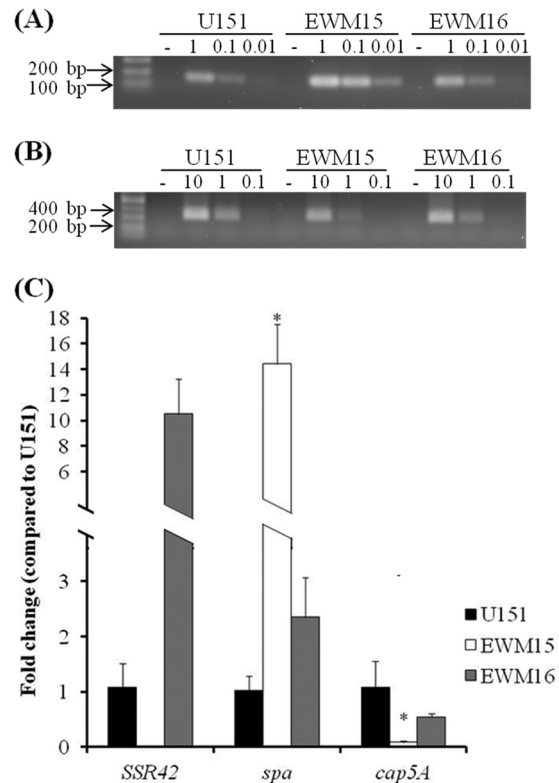 (A)
U151 EWM15 EWM16
- 1 0.1 0.01 - 1 0.1 0.01 - 1 0.1 0.01
200 bp
100 bp
(B)
U151 EWM15 EWM16
- 10 1 0.1 - 10 1 0.1 - 10 1 0.1
400 bp
200 bp
(C)
Fold change (compared to U151)
18
16
14
12
10
8
6
3
2
1
0
*
*
-
U151
EWM15
EWM16
SSR42 spa cap5A